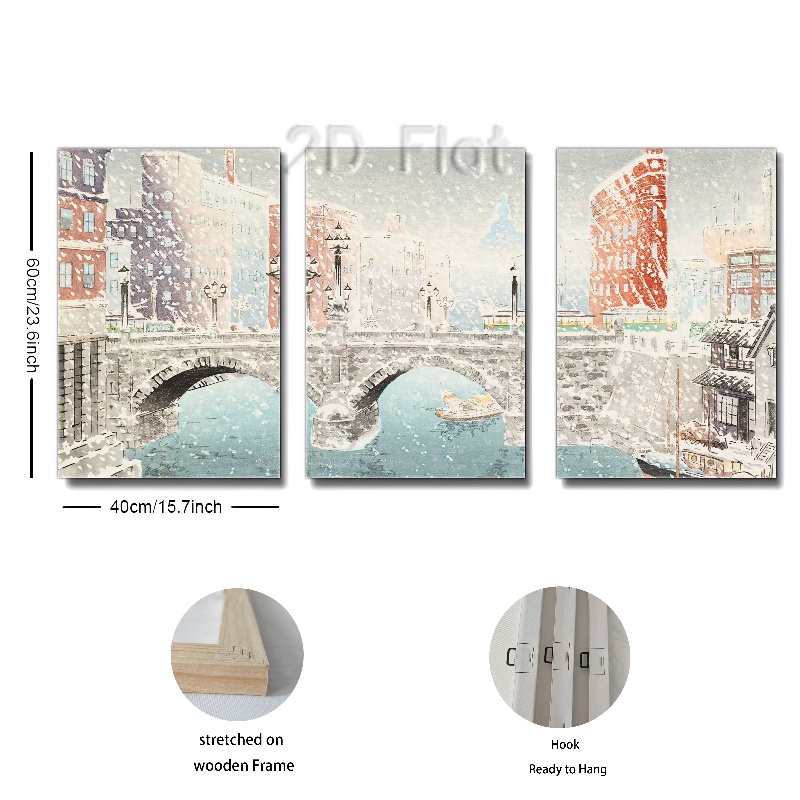 2D Flat
60cm/23.6inch
40cm/15.7inch
stretched on
wooden Frame
Hook
Ready to Hang